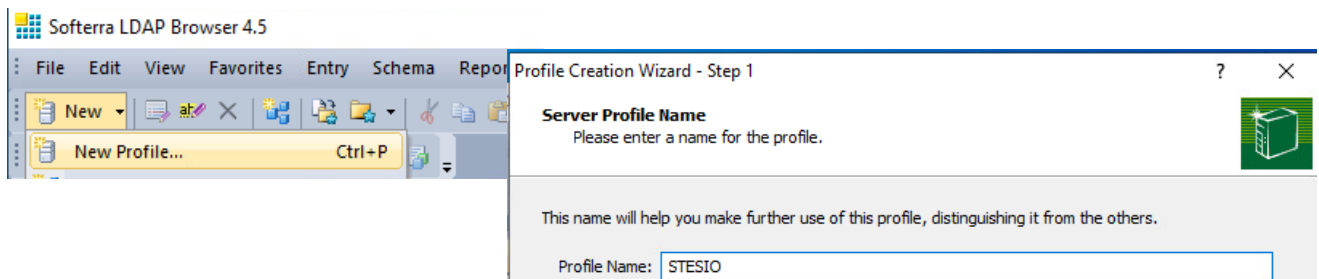 Softerra LDAP Browser 4.5
File Edit View Favorites Entry Schema Repor
New
New Profile... Ctrl+P
Profile Creation Wizard - Step 1 ?
Server Profile Name
Please enter a name for the profile.
This name will help you make further use of this profile, distinguishing it from the others.
Profile Name: STESIO